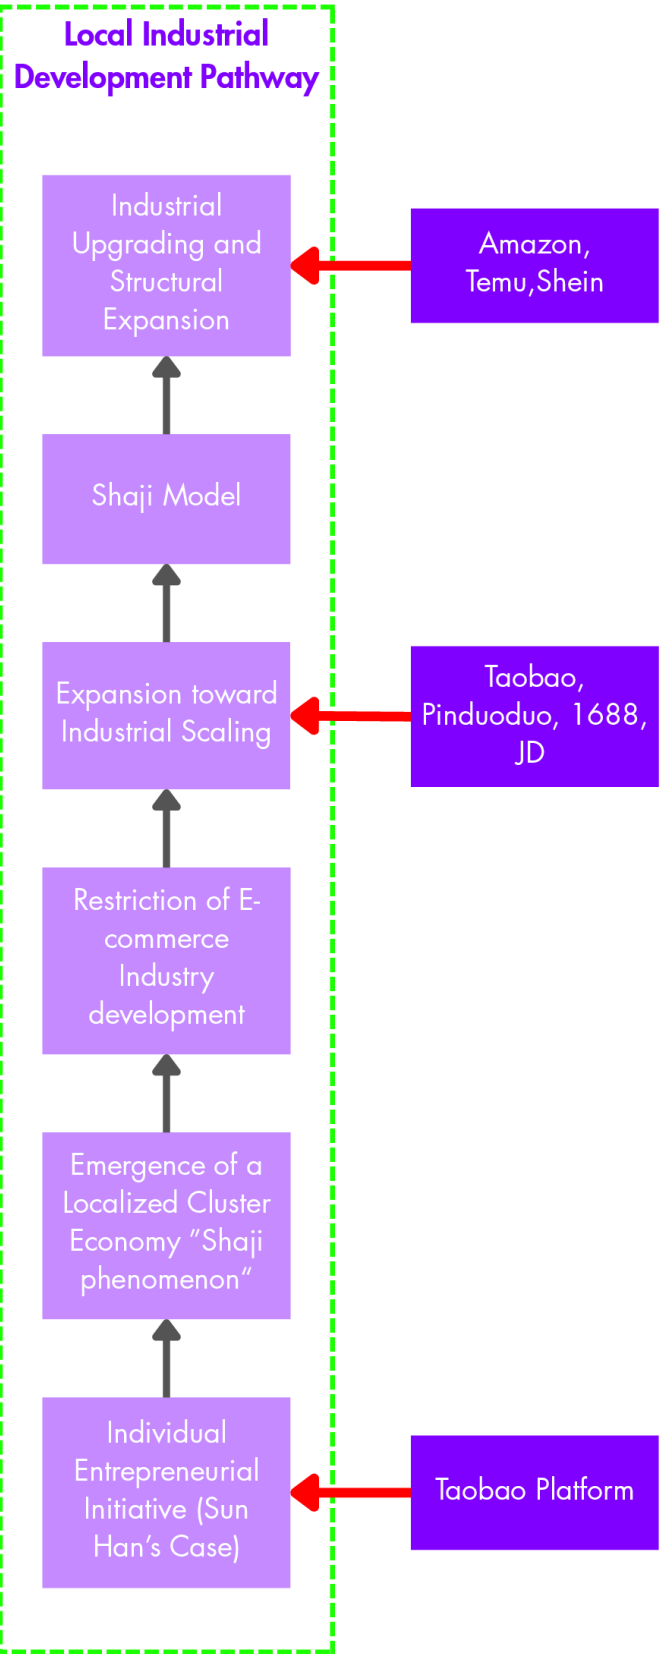 Local Industrial
Development Pathway
Industrial
Upgrading and
Structural
Expansion
Amazon,
Temu,Shein
Shaji Model
Expansion toward
Industrial Scaling
Taobao,
Pinduoduo, 1688,
JD
Restriction of E-
commerce
Industry
development
Emergence of a
Localized Cluster
Economy ”Shaji
phenomenon“
Individual
Entrepreneurial
Initiative (Sun
Han’s Case)
Taobao Platform